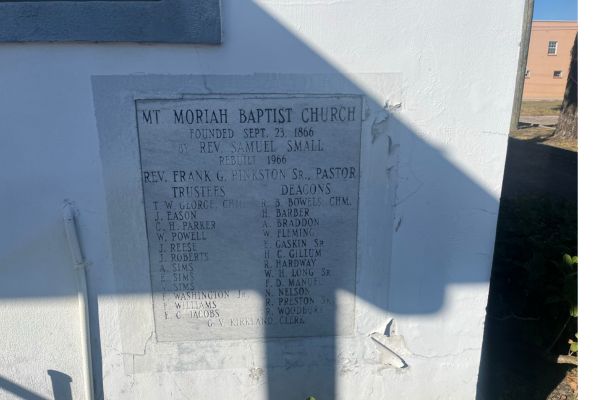 MT. MORIAH BAPTIST CHURCH
FOUNDED SEPT. 23, 1866
BY REV. SAMUEL SMALL
REBUILT 1966
REV. FRANK G. PINKSTON SR., PASTOR
TRUSTEES DEACONS
T. W. GEORGE, CHM. R. B. BOWELS, CHM.
J. EASON H. BARBER
C. H. PARKER A. BRADDON
W. POWELL W. FLEMING
J. REESE E. GASKIN SR.
J. ROBERTS H. C. GILLUM
A. SIMS R. HARDWAY
E. SIMS W. H. LONG SR.
SIMS F. D. MANUEL
F. WASHINGTON JR. N. NELSON
F. WILLIAMS R. PRESTON SR.
E. C. JACOBS R. WOODBURY
G. V. KIRKLAND CLERK